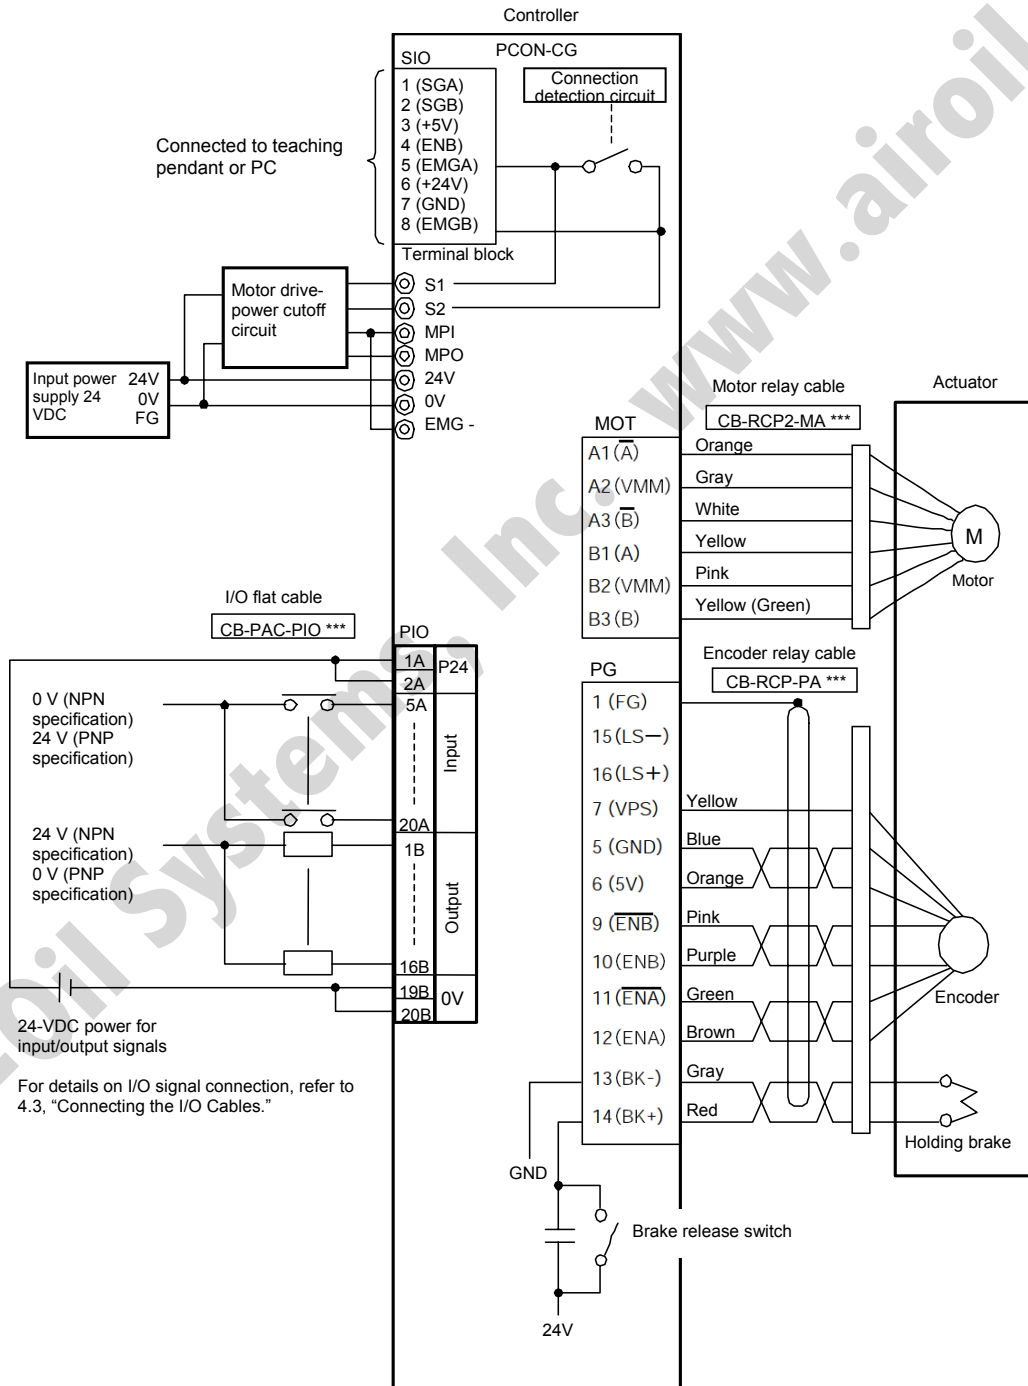 Controller
PCON-CG
SIO
1 (SGA)
2 (SGB)
3 (+5V)
4 (ENB)
5 (EMGA)
6 (+24V)
7 (GND)
8 (EMGB)
Connection
detection circuit
Connected to teaching
pendant or PC
Terminal block
S1
S2
MPI
MPO
24V
0V
EMG -
Motor drive-
power cutoff
circuit
Input power
supply 24
VDC
24V
0V
FG
Motor relay cable
CB-RCP2-MA ***
Actuator
MOT
A1(A̅)
A2(VMM)
A3(B̅)
B1(A)
B2(VMM)
B3(B)
Orange
Gray
White
Yellow
Pink
Yellow (Green)
M
Motor
I/O flat cable
CB-PAC-PIO ***
PIO
1A
2A
P24
5A
Input
20A
1B
Output
16B
19B
20B
0V
0 V (NPN
specification)
24 V (PNP
specification)
24 V (NPN
specification)
0 V (PNP
specification)
24-VDC power for
input/output signals
For details on I/O signal connection, refer to
4.3, “Connecting the I/O Cables.”
Encoder relay cable
CB-RCP-PA ***
PG
1 (FG)
15(LS−)
16(LS+)
7 (VPS)
5 (GND)
6 (5V)
9 (E̅N̅B̅)
10(ENB)
11(E̅N̅A̅)
12(ENA)
13(BK-)
14(BK+)
Yellow
Blue
Orange
Pink
Purple
Green
Brown
Gray
Red
Encoder
Holding brake
GND
Brake release switch
24V
Oil Systems, Inc. www.airoil